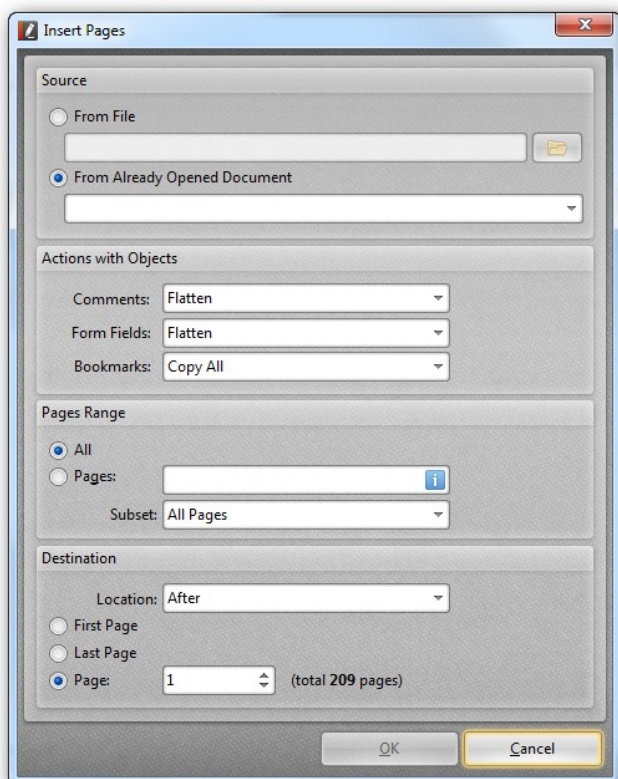 Insert Pages
Source
From File
From Already Opened Document
Actions with Objects
Comments: Flatten
Form Fields: Flatten
Bookmarks: Copy All
Pages Range
All
Pages:
Subset: All Pages
Destination
Location: After
First Page
Last Page
Page: 1 (total 209 pages)
OK Cancel